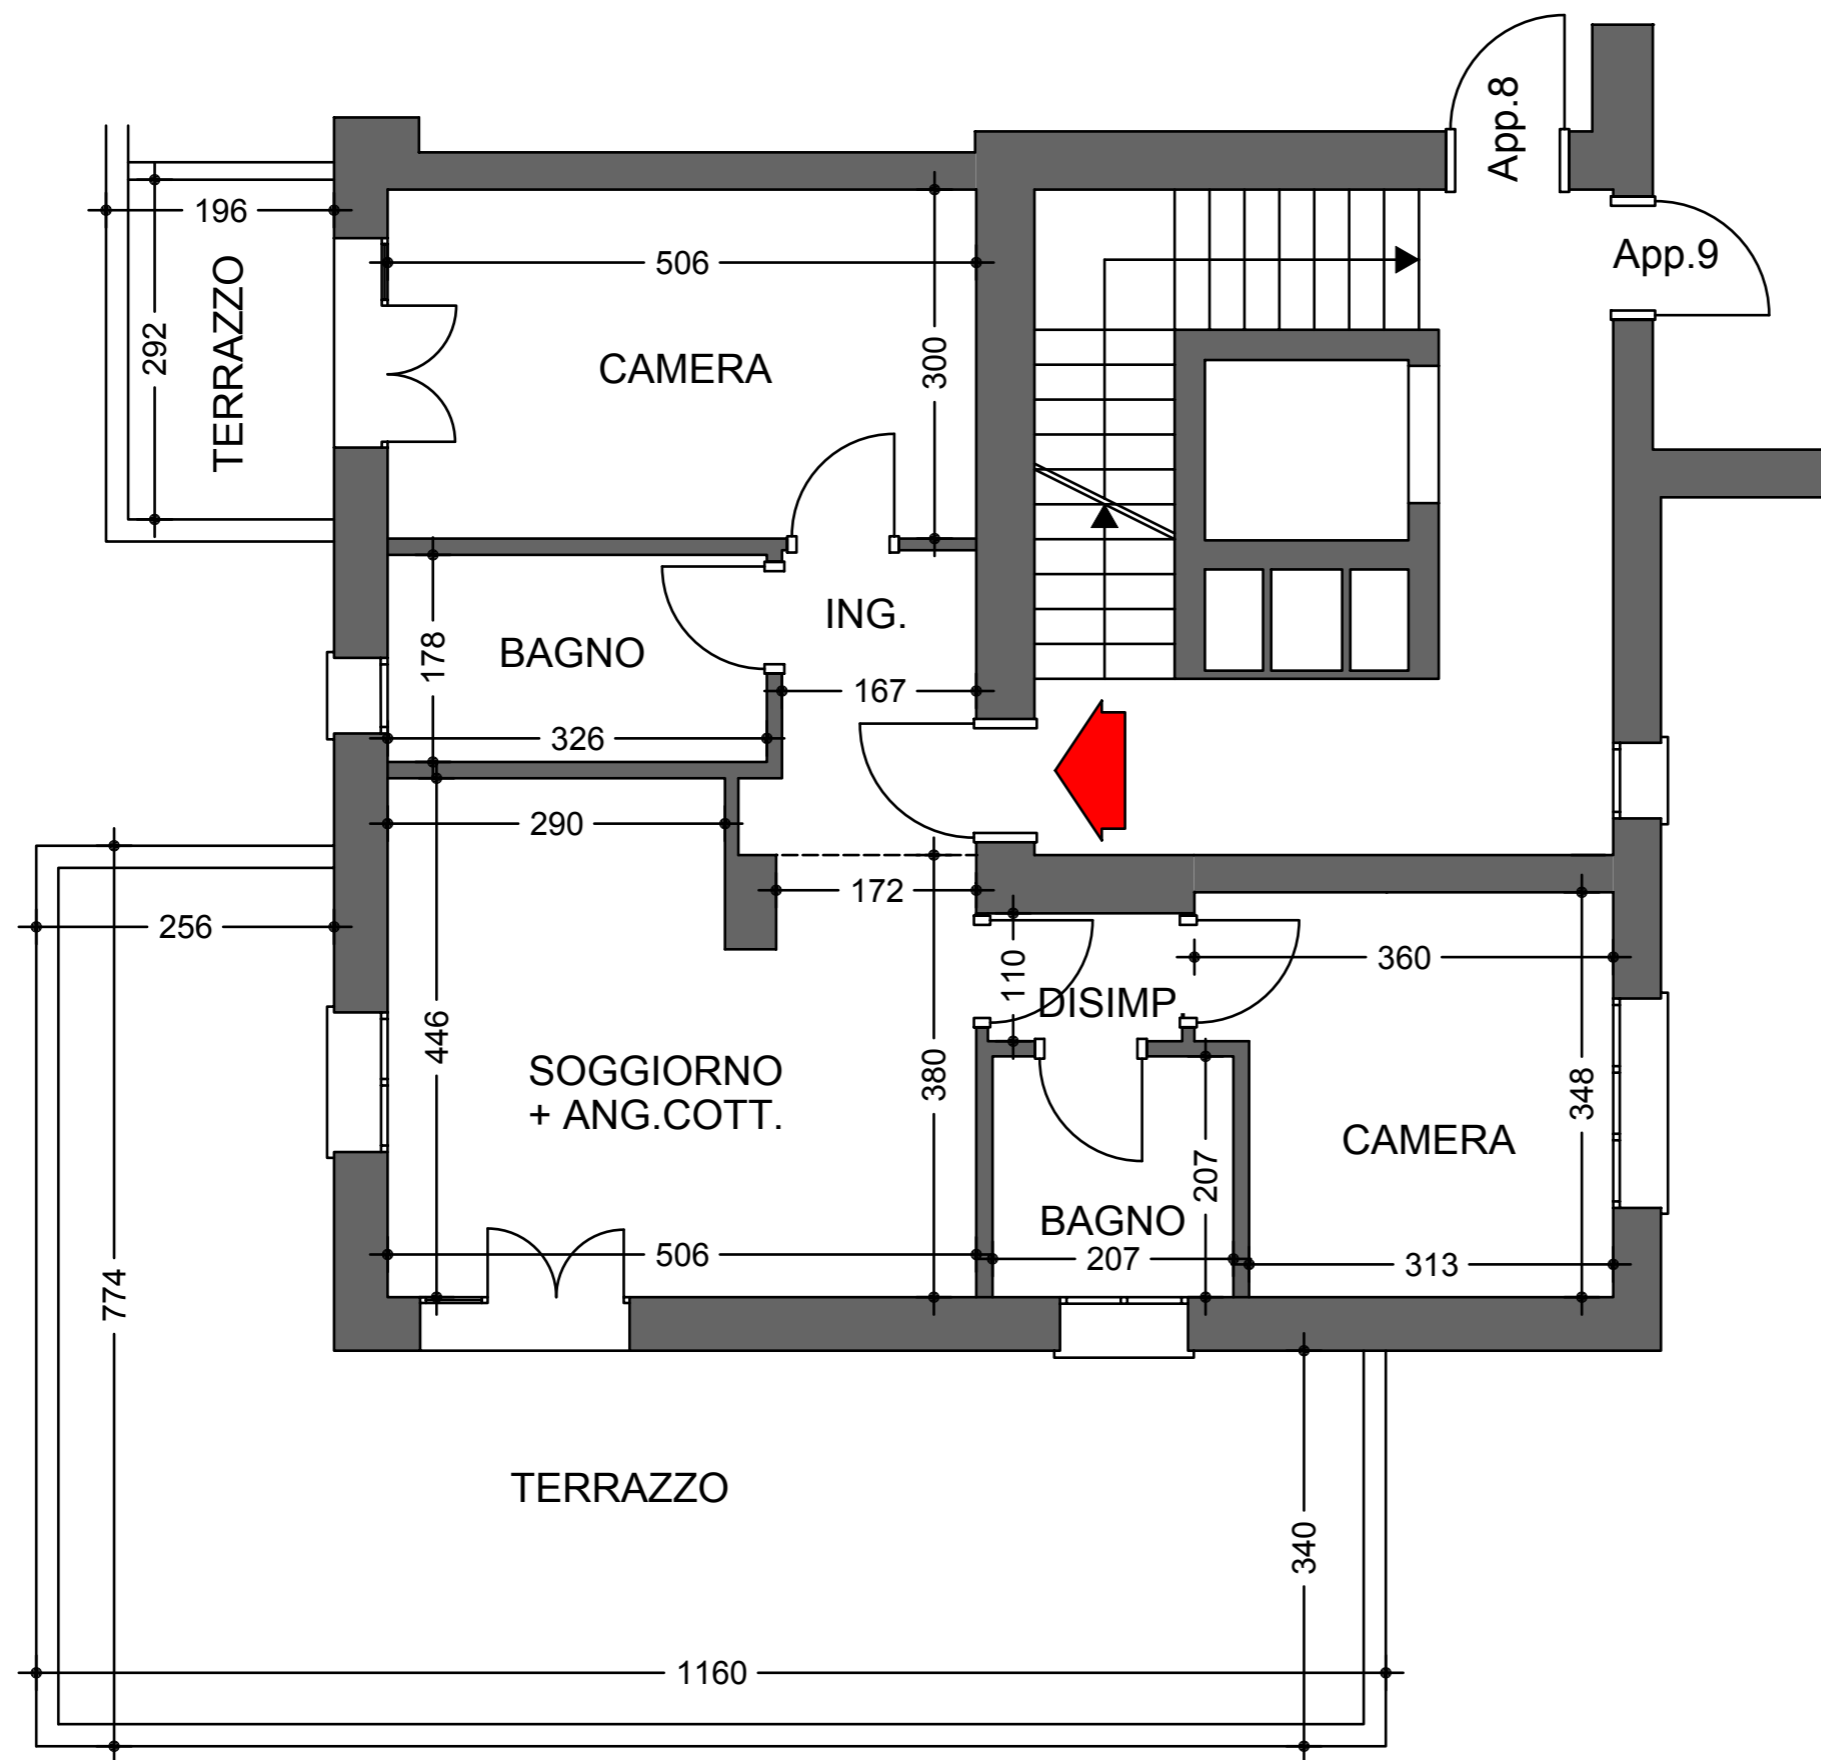 App.8
196
TERRAZZO
292
506
CAMERA
300
App.9
ING.
BAGNO
178
167
326
290
172
256
110
DISIMP.
360
446
SOGGIORNO
+ ANG.COTT.
380
348
CAMERA
207
BAGNO
506
207
313
774
TERRAZZO
340
1160